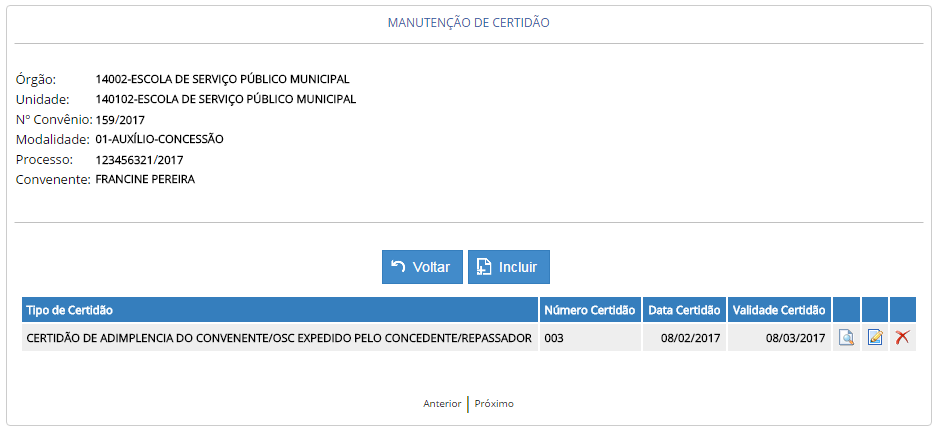 MANUTENÇÃO DE CERTIDÃO
Órgão: 14002-ESCOLA DE SERVIÇO PÚBLICO MUNICIPAL
Unidade: 140102-ESCOLA DE SERVIÇO PÚBLICO MUNICIPAL
Nº Convênio: 159/2017
Modalidade: 01-AUXÍLIO-CONCESSÃO
Processo: 123456321/2017
Convenente: FRANCINE PEREIRA
Voltar Incluir
Tipo de Certidão Número Certidão Data Certidão Validade Certidão
CERTIDÃO DE ADIMPLENCIA DO CONVENENTE/OSC EXPEDIDO PELO CONCEDENTE/REPASSADOR 003 08/02/2017 08/03/2017
Anterior Próximo